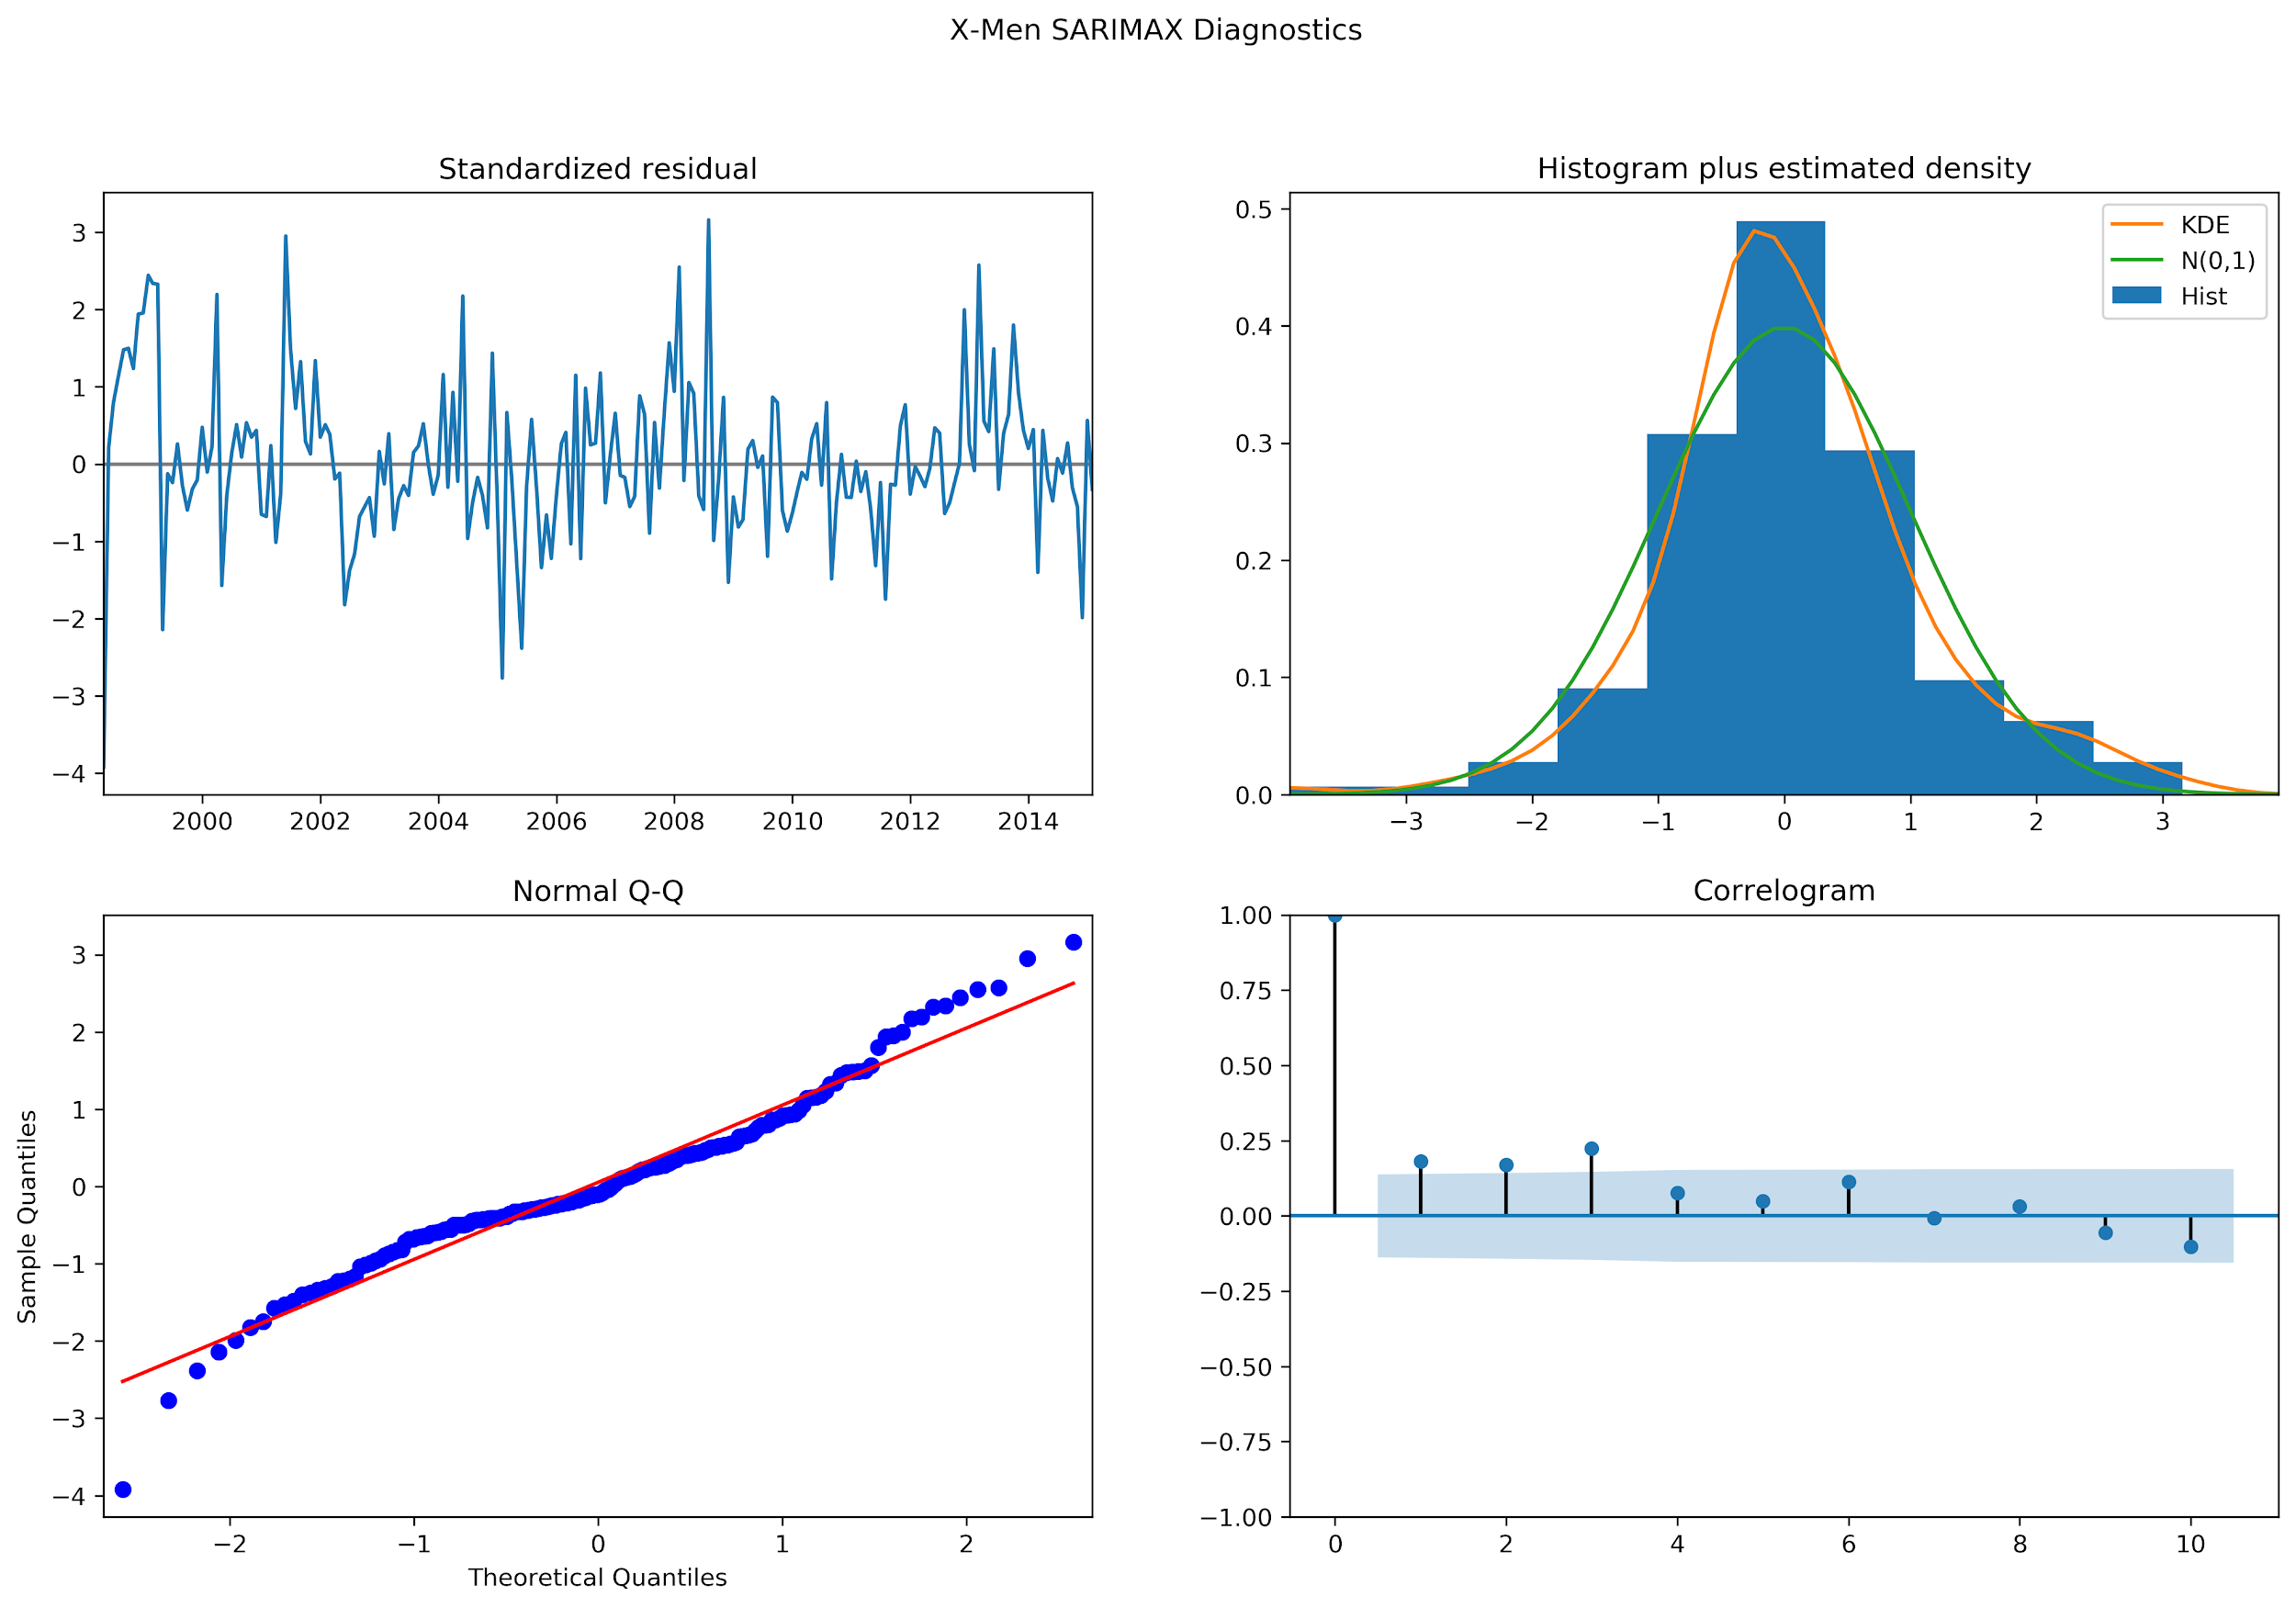 X-Men SARIMAX Diagnostics
Standardized residual
3
2
1
0
−1
−2
−3
−4
2000 2002 2004 2006 2008 2010 2012 2014
Histogram plus estimated density
0.5
0.4
0.3
0.2
0.1
0.0
−3 −2 −1 0 1 2 3
KDE
N(0,1)
Hist
Normal Q-Q
Sample Quantiles
3
2
1
0
−1
−2
−3
−4
−2 −1 0 1 2
Theoretical Quantiles
Correlogram
1.00
0.75
0.50
0.25
0.00
−0.25
−0.50
−0.75
−1.00
0 2 4 6 8 10